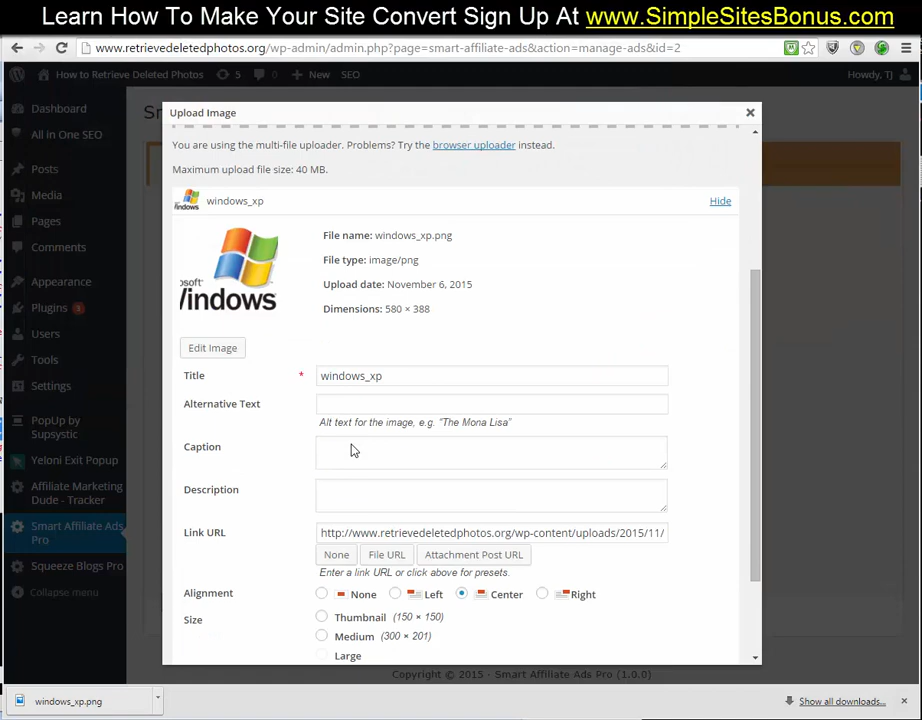 Learn How To Make Your Site Convert Sign Up At www.SimpleSitesBonus.com
www.retrievedeletedphotos.org/wp-admin/admin.php?page=smart-affiliate-ads&action=manage-ads&id=2
How to Retrieve Deleted Photos 5 0 + New SEO Howdy, TJ
Dashboard
All in One SEO
Posts
Media
Pages
Comments
Appearance
Plugins
Users
Tools
Settings
PopUp by
Supsystic
Yeloni Exit Popup
Affiliate Marketing
Dude - Tracker
Smart Affiliate Ads
Pro
Squeeze Blogs Pro
Collapse menu
Upload Image
You are using the multi-file uploader. Problems? Try the browser uploader instead.
Maximum upload file size: 40 MB.
windows_xp Hide
File name: windows_xp.png
File type: image/png
Upload date: November 6, 2015
Dimensions: 580 × 388
Edit Image
Title * windows_xp
Alternative Text
Alt text for the image, e.g. "The Mona Lisa"
Caption
Description
Link URL http://www.retrievedeletedphotos.org/wp-content/uploads/2015/11/
None File URL Attachment Post URL
Enter a link URL or click above for presets.
Alignment None Left Center Right
Size Thumbnail (150 × 150)
Medium (300 × 201)
Large
Copyright © 2015 · Smart Affiliate Ads Pro (1.0.0)
windows_xp.png Show all downloads...